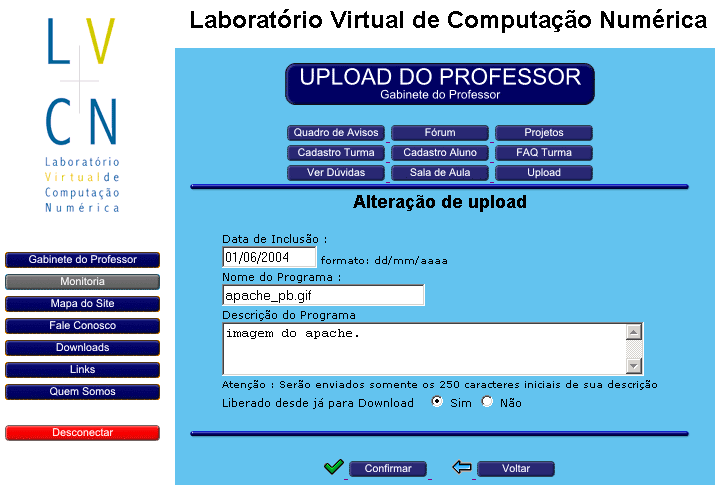 Laboratório Virtual de Computação Numérica
LV
CN
Laboratório
Virtual de
Computação
Numérica
Gabinete do Professor
Monitoria
Mapa do Site
Fale Conosco
Downloads
Links
Quem Somos
Desconectar
UPLOAD DO PROFESSOR
Gabinete do Professor
Quadro de Avisos Fórum Projetos
Cadastro Turma Cadastro Aluno FAQ Turma
Ver Dúvidas Sala de Aula Upload
Alteração de upload
Data de Inclusão :
01/06/2004 formato: dd/mm/aaaa
Nome do Programa :
apache_pb.gif
Descrição do Programa
imagem do apache.
Atenção : Serão enviados somente os 250 caracteres iniciais de sua descrição
Liberado desde já para Download Sim Não
Confirmar Voltar